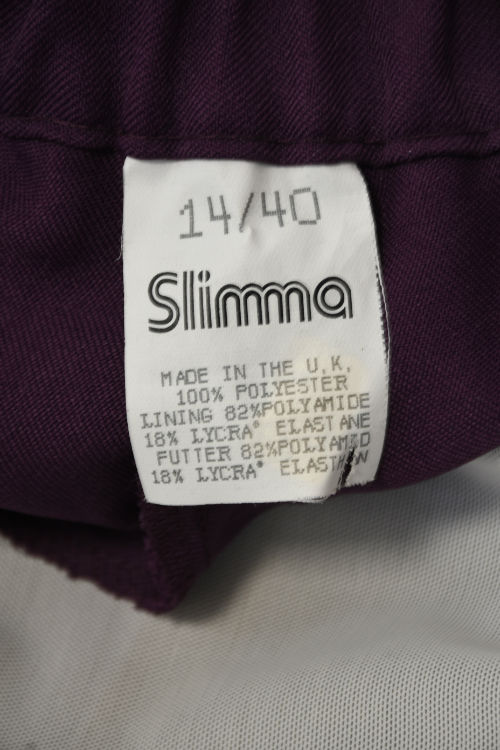 14/40
Slimma
MADE IN THE U.K.
100% POLYESTER
LINING 82%POLYAMIDE
18% LYCRA® ELASTANE
FUTTER 82%POLYAMID
18% LYCRA® ELASTHAN